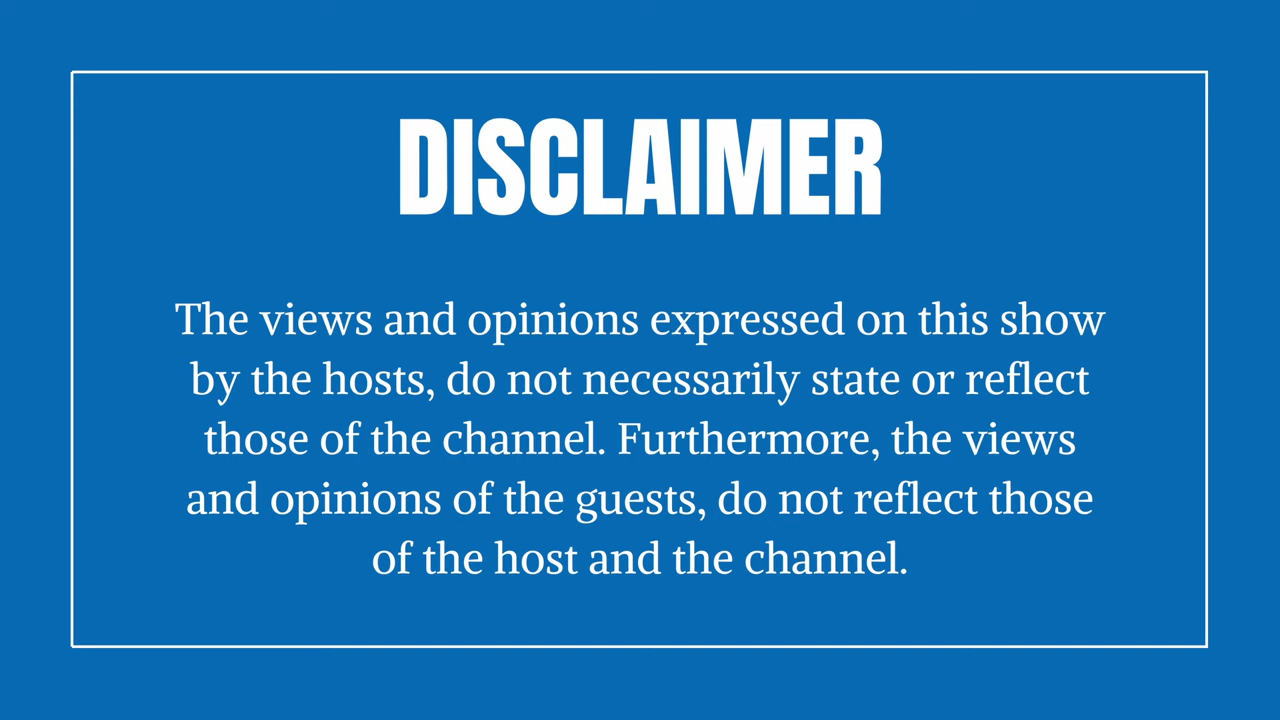 DISCLAIMER
The views and opinions expressed on this show
by the hosts, do not necessarily state or reflect
those of the channel. Furthermore, the views
and opinions of the guests, do not reflect those
of the host and the channel.